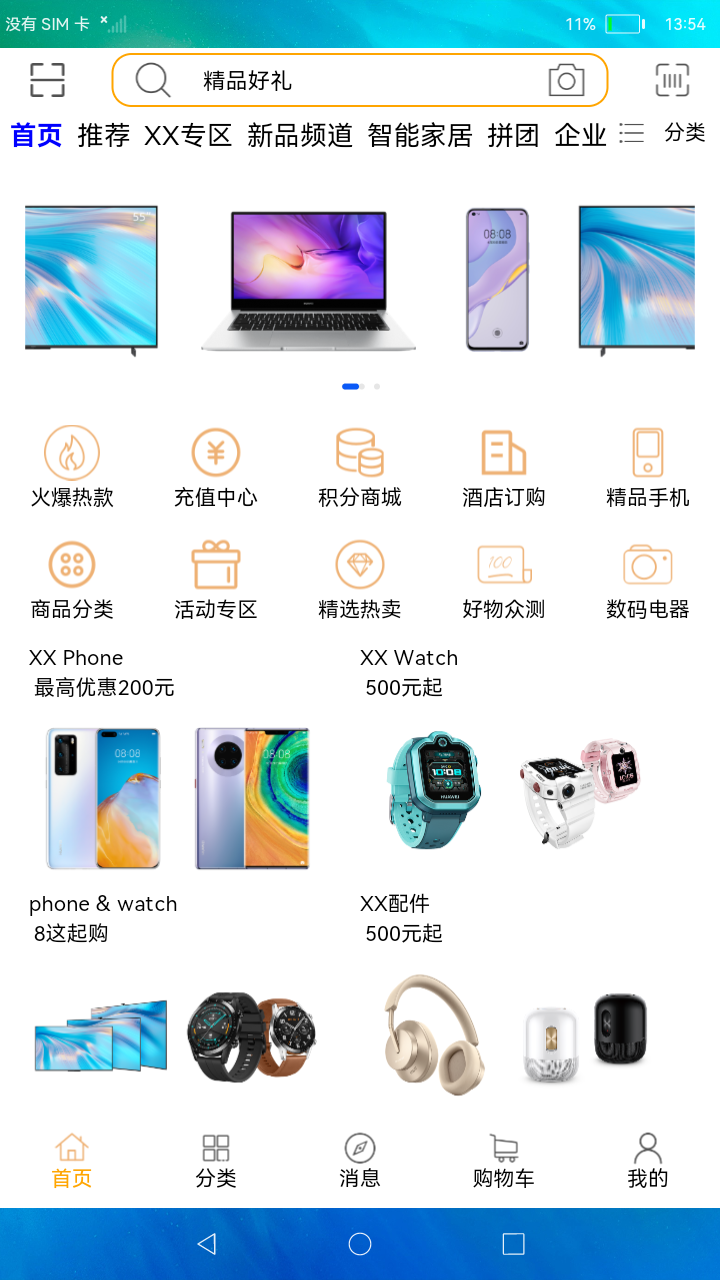 没有 SIM 卡 11% 13:54
精品好礼
首页 推荐 XX专区 新品频道 智能家居 拼团 企业 分类
55
08:08
火爆热款 充值中心 积分商城 酒店订购 精品手机
100
商品分类 活动专区 精选热卖 好物众测 数码电器
XX Phone XX Watch
最高优惠200元 500元起
08:08 08:08 10:08
HUAWEI
phone & watch XX配件
8这起购 500元起
首页 分类 消息 购物车 我的